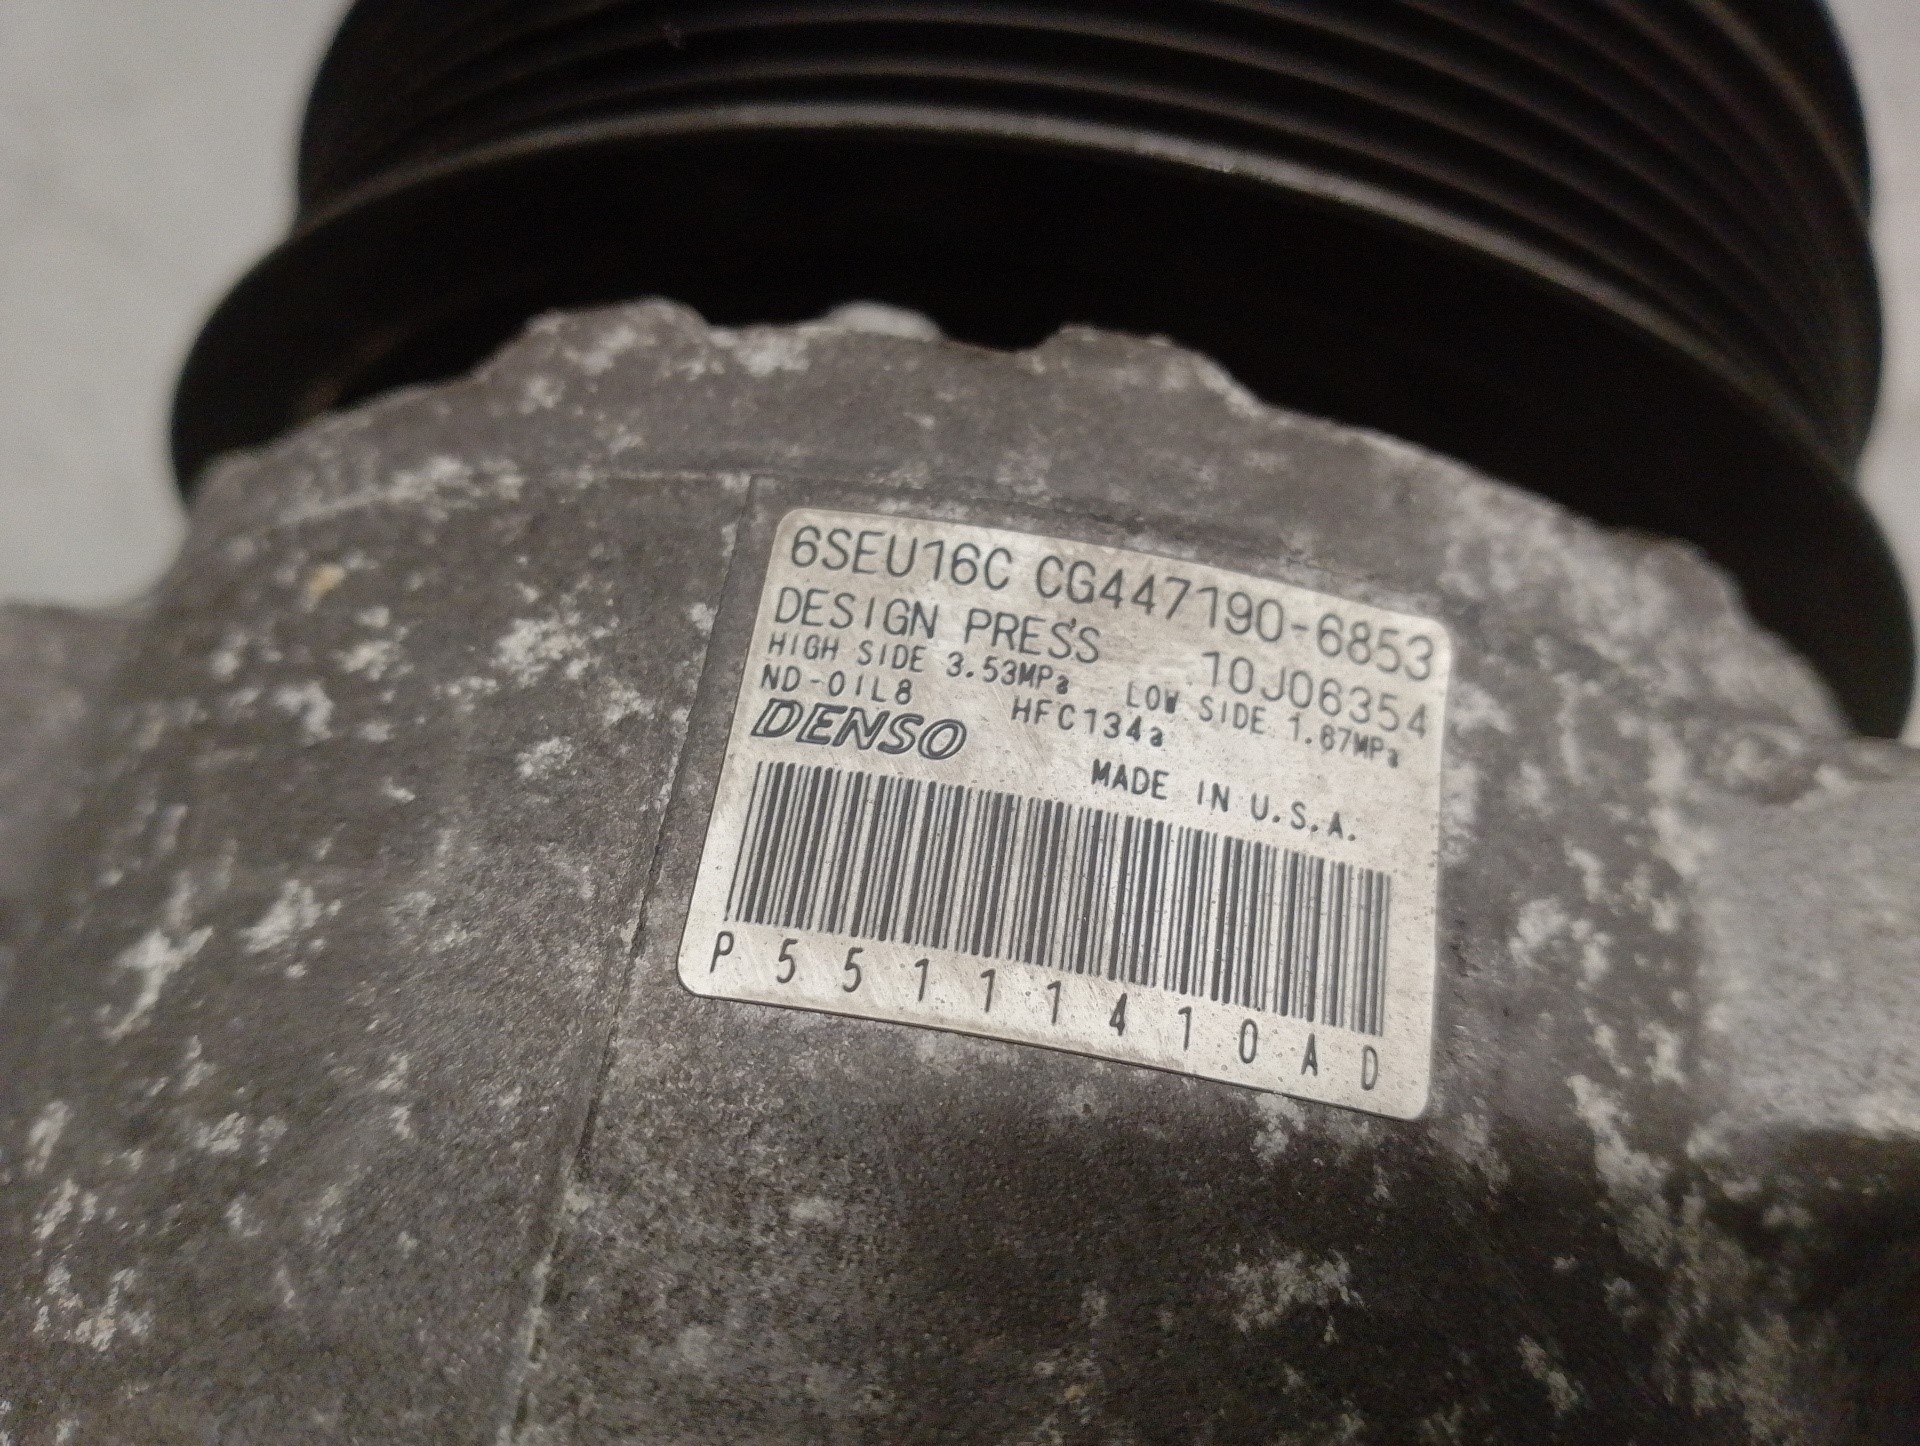 6SEU16C CG447190-6853
DESIGN PRES'S 10J06354
HIGH SIDE 3.53MPa LOW SIDE 1.67MPa
ND-OIL8 HFC134a
DENSO MADE IN U.S.A.
P55111410AD